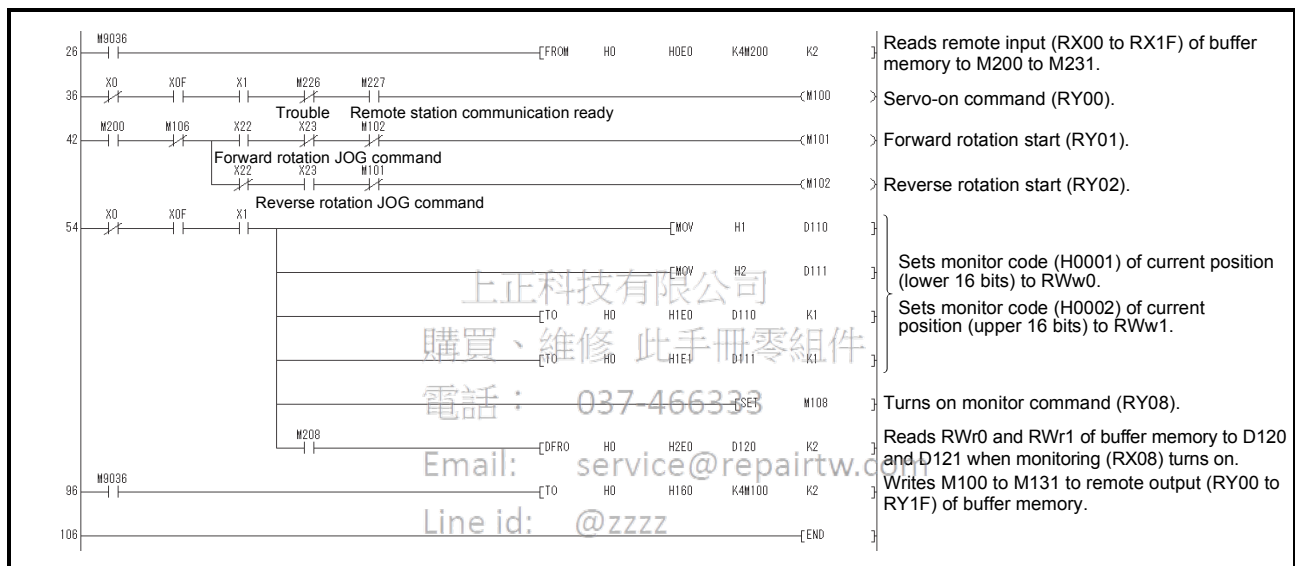 M9036
26 FROM H0 H0E0 K4M200 K2
Reads remote input (RX00 to RX1F) of buffer
memory to M200 to M231.
X0 X0F X1 M226 M227
36 M100
Servo-on command (RY00).
Trouble Remote station communication ready
M200 M106 X22 X23 M102
42 M101
Forward rotation start (RY01).
Forward rotation JOG command
X22 X23 M101
M102
Reverse rotation start (RY02).
Reverse rotation JOG command
X0 X0F X1
54 MOV H1 D110
MOV H2 D111
Sets monitor code (H0001) of current position
(lower 16 bits) to RWw0.
Sets monitor code (H0002) of current
position (upper 16 bits) to RWw1.
上正科技有限公司
TO H0 H1E0 D110 K1
購買、維修 此手冊零組件
TO H0 H1E1 D111 K1
電話: 037-466333
SET M108
Turns on monitor command (RY08).
M208
DFRO H0 H2E0 D120 K2
Reads RWr0 and RWr1 of buffer memory to D120
and D121 when monitoring (RX08) turns on.
Email: service@repairtw.com
M9036
96 TO H0 H160 K4M100 K2
Writes M100 to M131 to remote output (RY00 to
RY1F) of buffer memory.
Line id: @zzzz
106 END